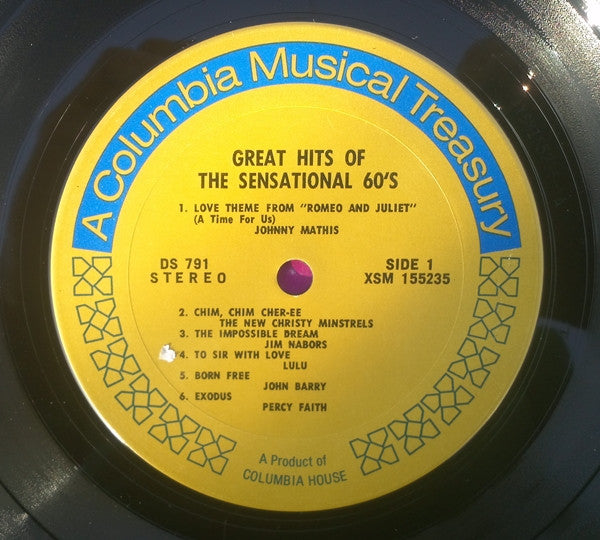 A Columbia Musical Treasury
GREAT HITS OF
THE SENSATIONAL 60'S
1. LOVE THEME FROM "ROMEO AND JULIET"
(A Time For Us)
JOHNNY MATHIS
DS 791
STEREO
SIDE 1
XSM 155235
2. CHIM, CHIM CHER-EE
THE NEW CHRISTY MINSTRELS
3. THE IMPOSSIBLE DREAM
JIM NABORS
4. TO SIR WITH LOVE
LULU
5. BORN FREE
JOHN BARRY
6. EXODUS
PERCY FAITH
A Product of
COLUMBIA HOUSE